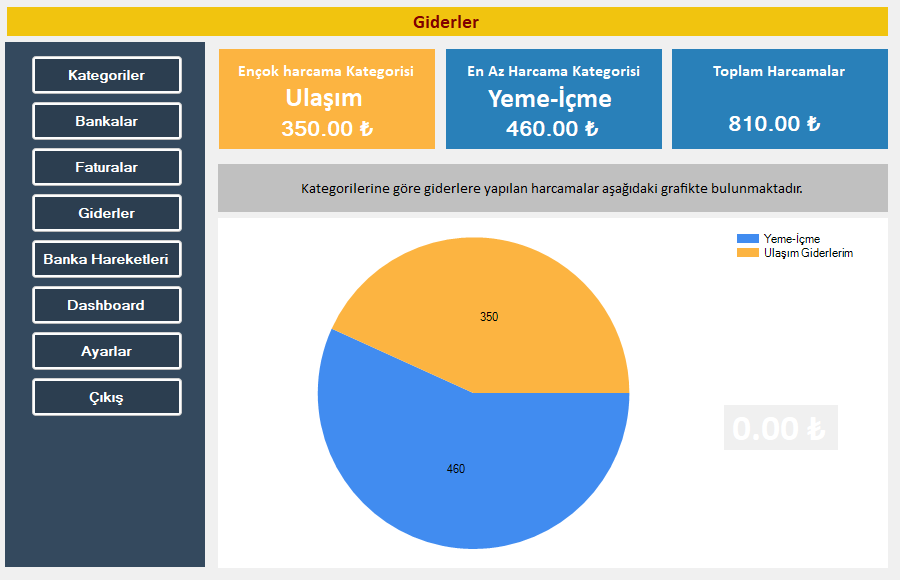 Giderler
Kategoriler
Bankalar
Faturalar
Giderler
Banka Hareketleri
Dashboard
Ayarlar
Çıkış
Ençok harcama Kategorisi
Ulaşım
350.00 ₺
En Az Harcama Kategorisi
Yeme-İçme
460.00 ₺
Toplam Harcamalar
810.00 ₺
Kategorilerine göre giderlere yapılan harcamalar aşağıdaki grafikte bulunmaktadır.
Yeme-İçme
Ulaşım Giderlerim
350
460
0.00 ₺